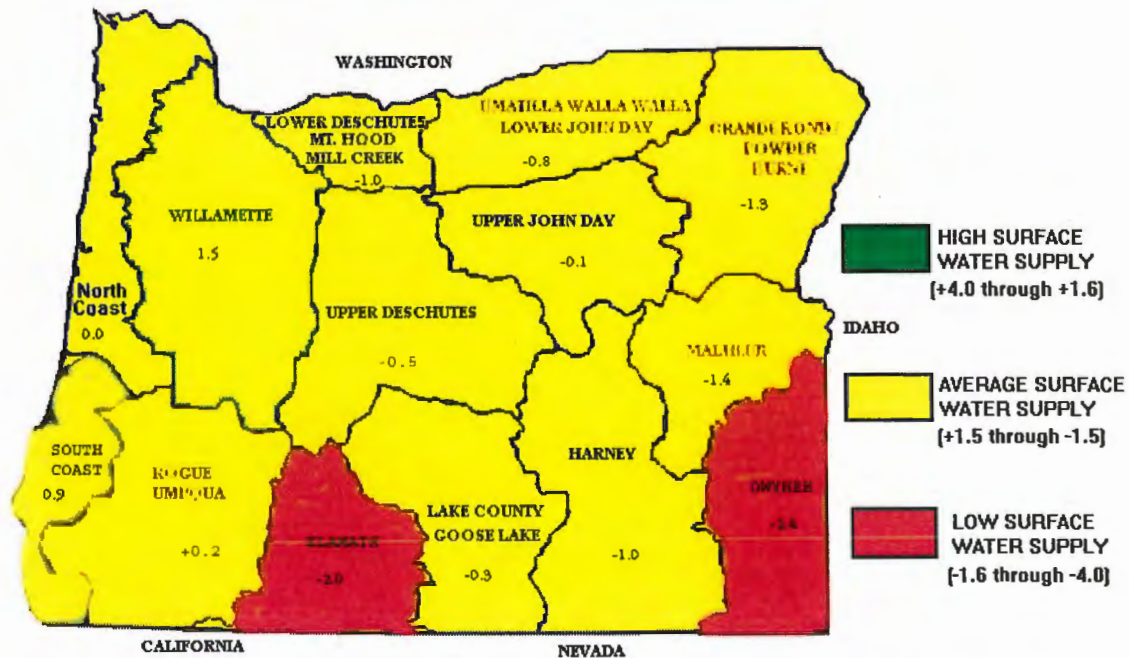 WASHINGTON
UMATILLA WALLA WALLA
LOWER JOHN DAY
-0.8
LOWER DESCHUTES
MT. HOOD
MILL CREEK
-1.0
POWDER
-1.3
WILLAMETTE
1.5
UPPER JOHN DAY
-0.1
HIGH SURFACE
WATER SUPPLY
(+4.0 through +1.6)
North
Coast
0.0
UPPER DESCHUTES
-0.5
IDAHO
MALHEUR
-1.4
AVERAGE SURFACE
WATER SUPPLY
(+1.5 through -1.5)
SOUTH
COAST
0.9
ROGUE
UMPQUA
+0.2
HARNEY
-1.0
KLAMATH
-2.0
LAKE COUNTY
GOOSE LAKE
-0.3
LOW SURFACE
WATER SUPPLY
(-1.6 through -4.0)
CALIFORNIA
NEVADA